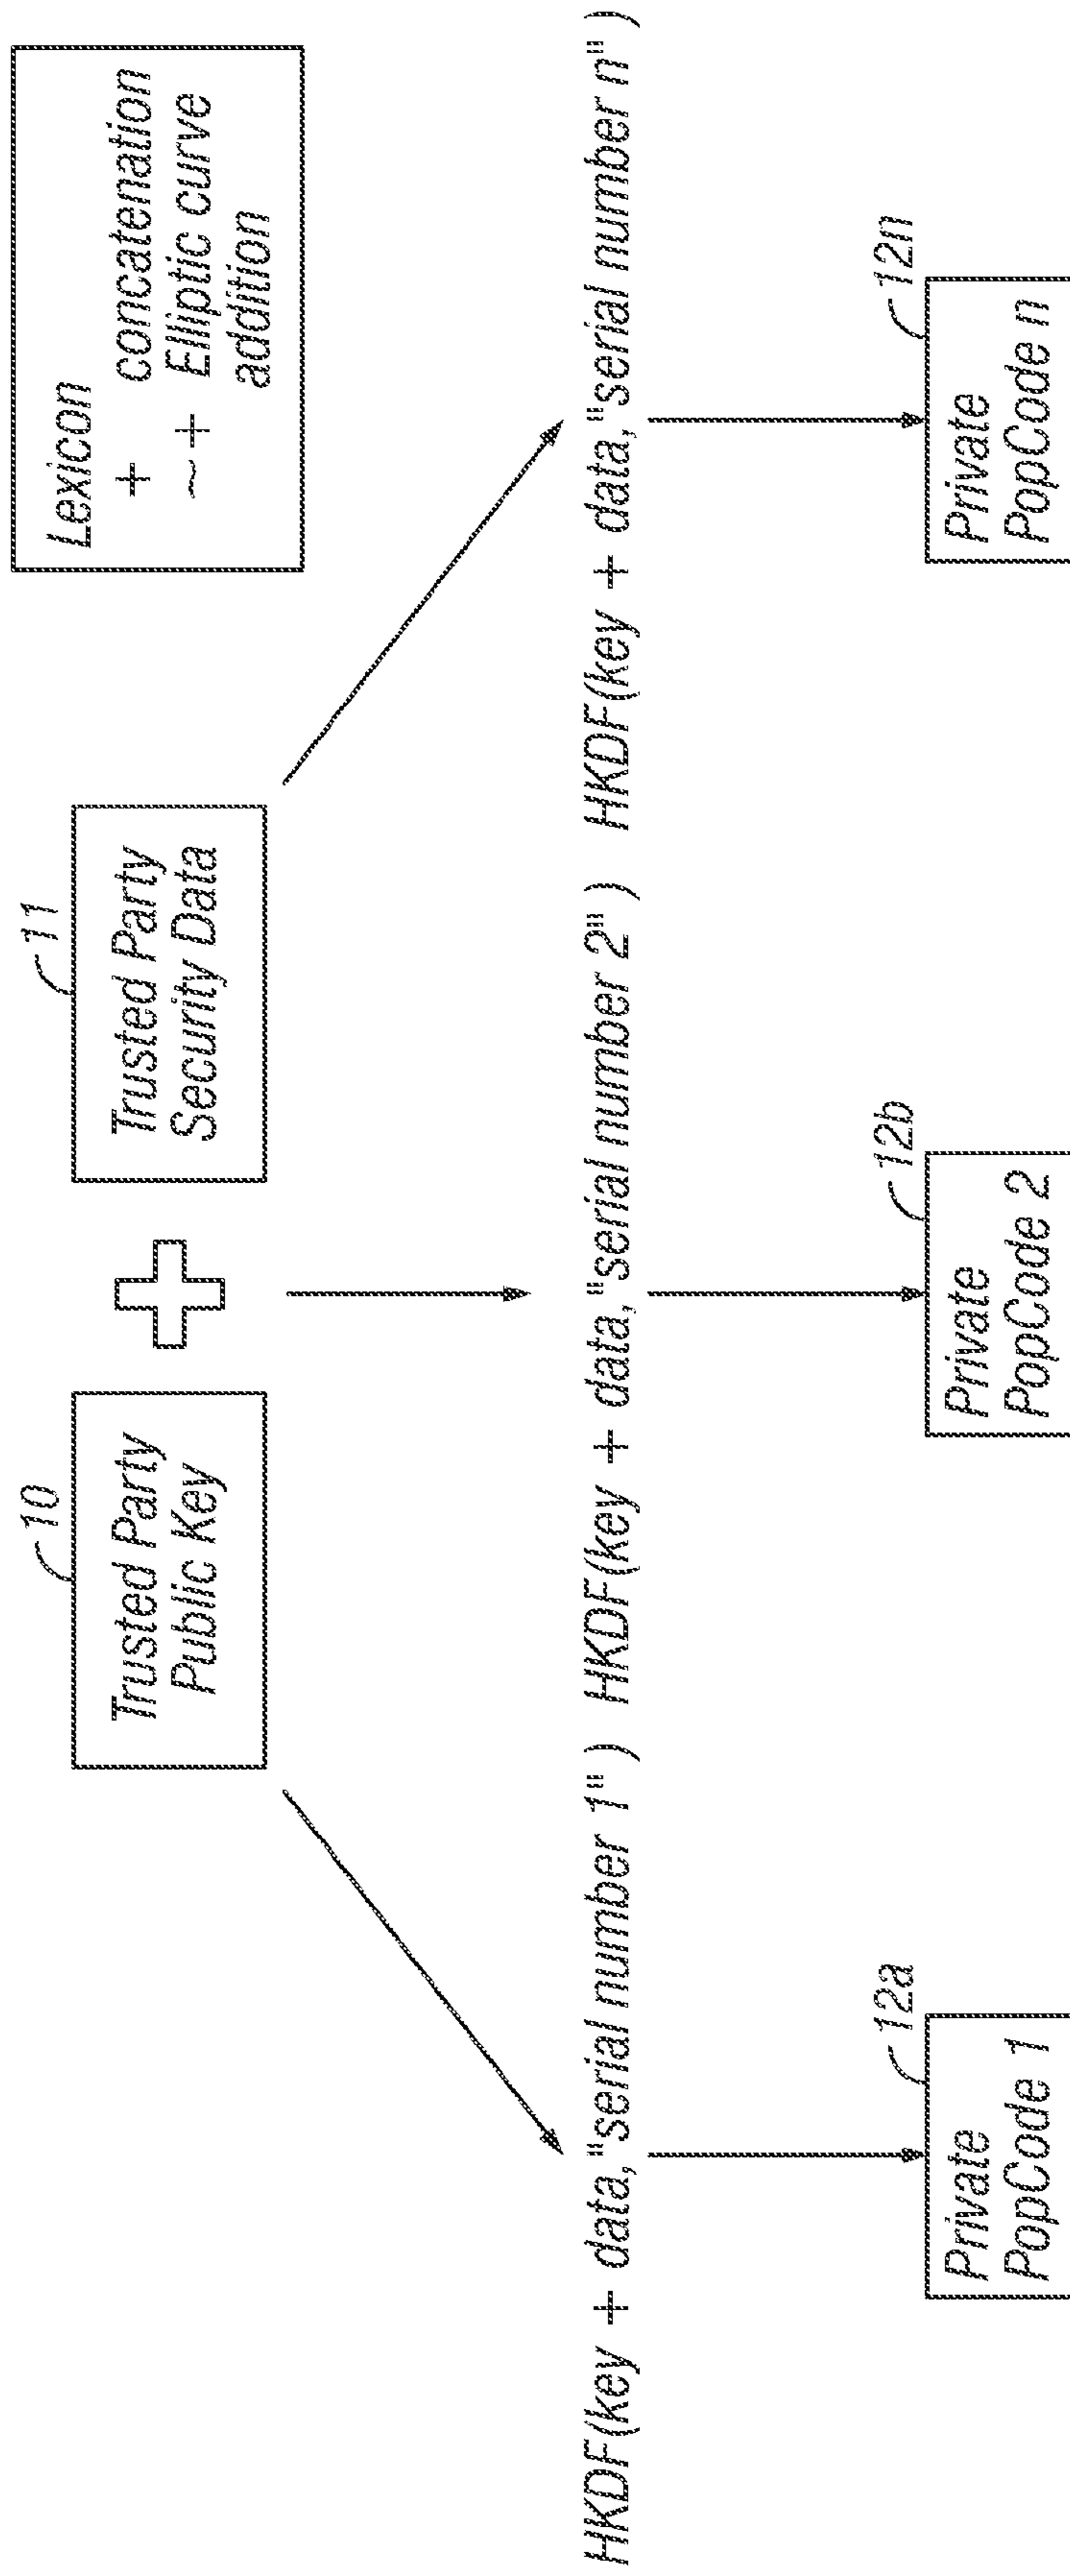 10
Trusted Party
Public Key
11
Trusted Party
Security Data
Lexicon
+ concatenation
~+ Elliptic curve
addition
HKDF(key + data,"serial number 1")
HKDF(key + data,"serial number 2")
HKDF(key + data,"serial number n")
12a
Private
PopCode 1
12b
Private
PopCode 2
12n
Private
PopCode n